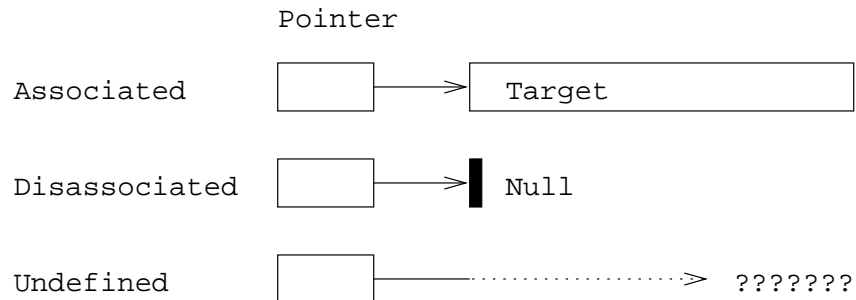 Pointer
Associated Target
Disassociated Null
Undefined ???????